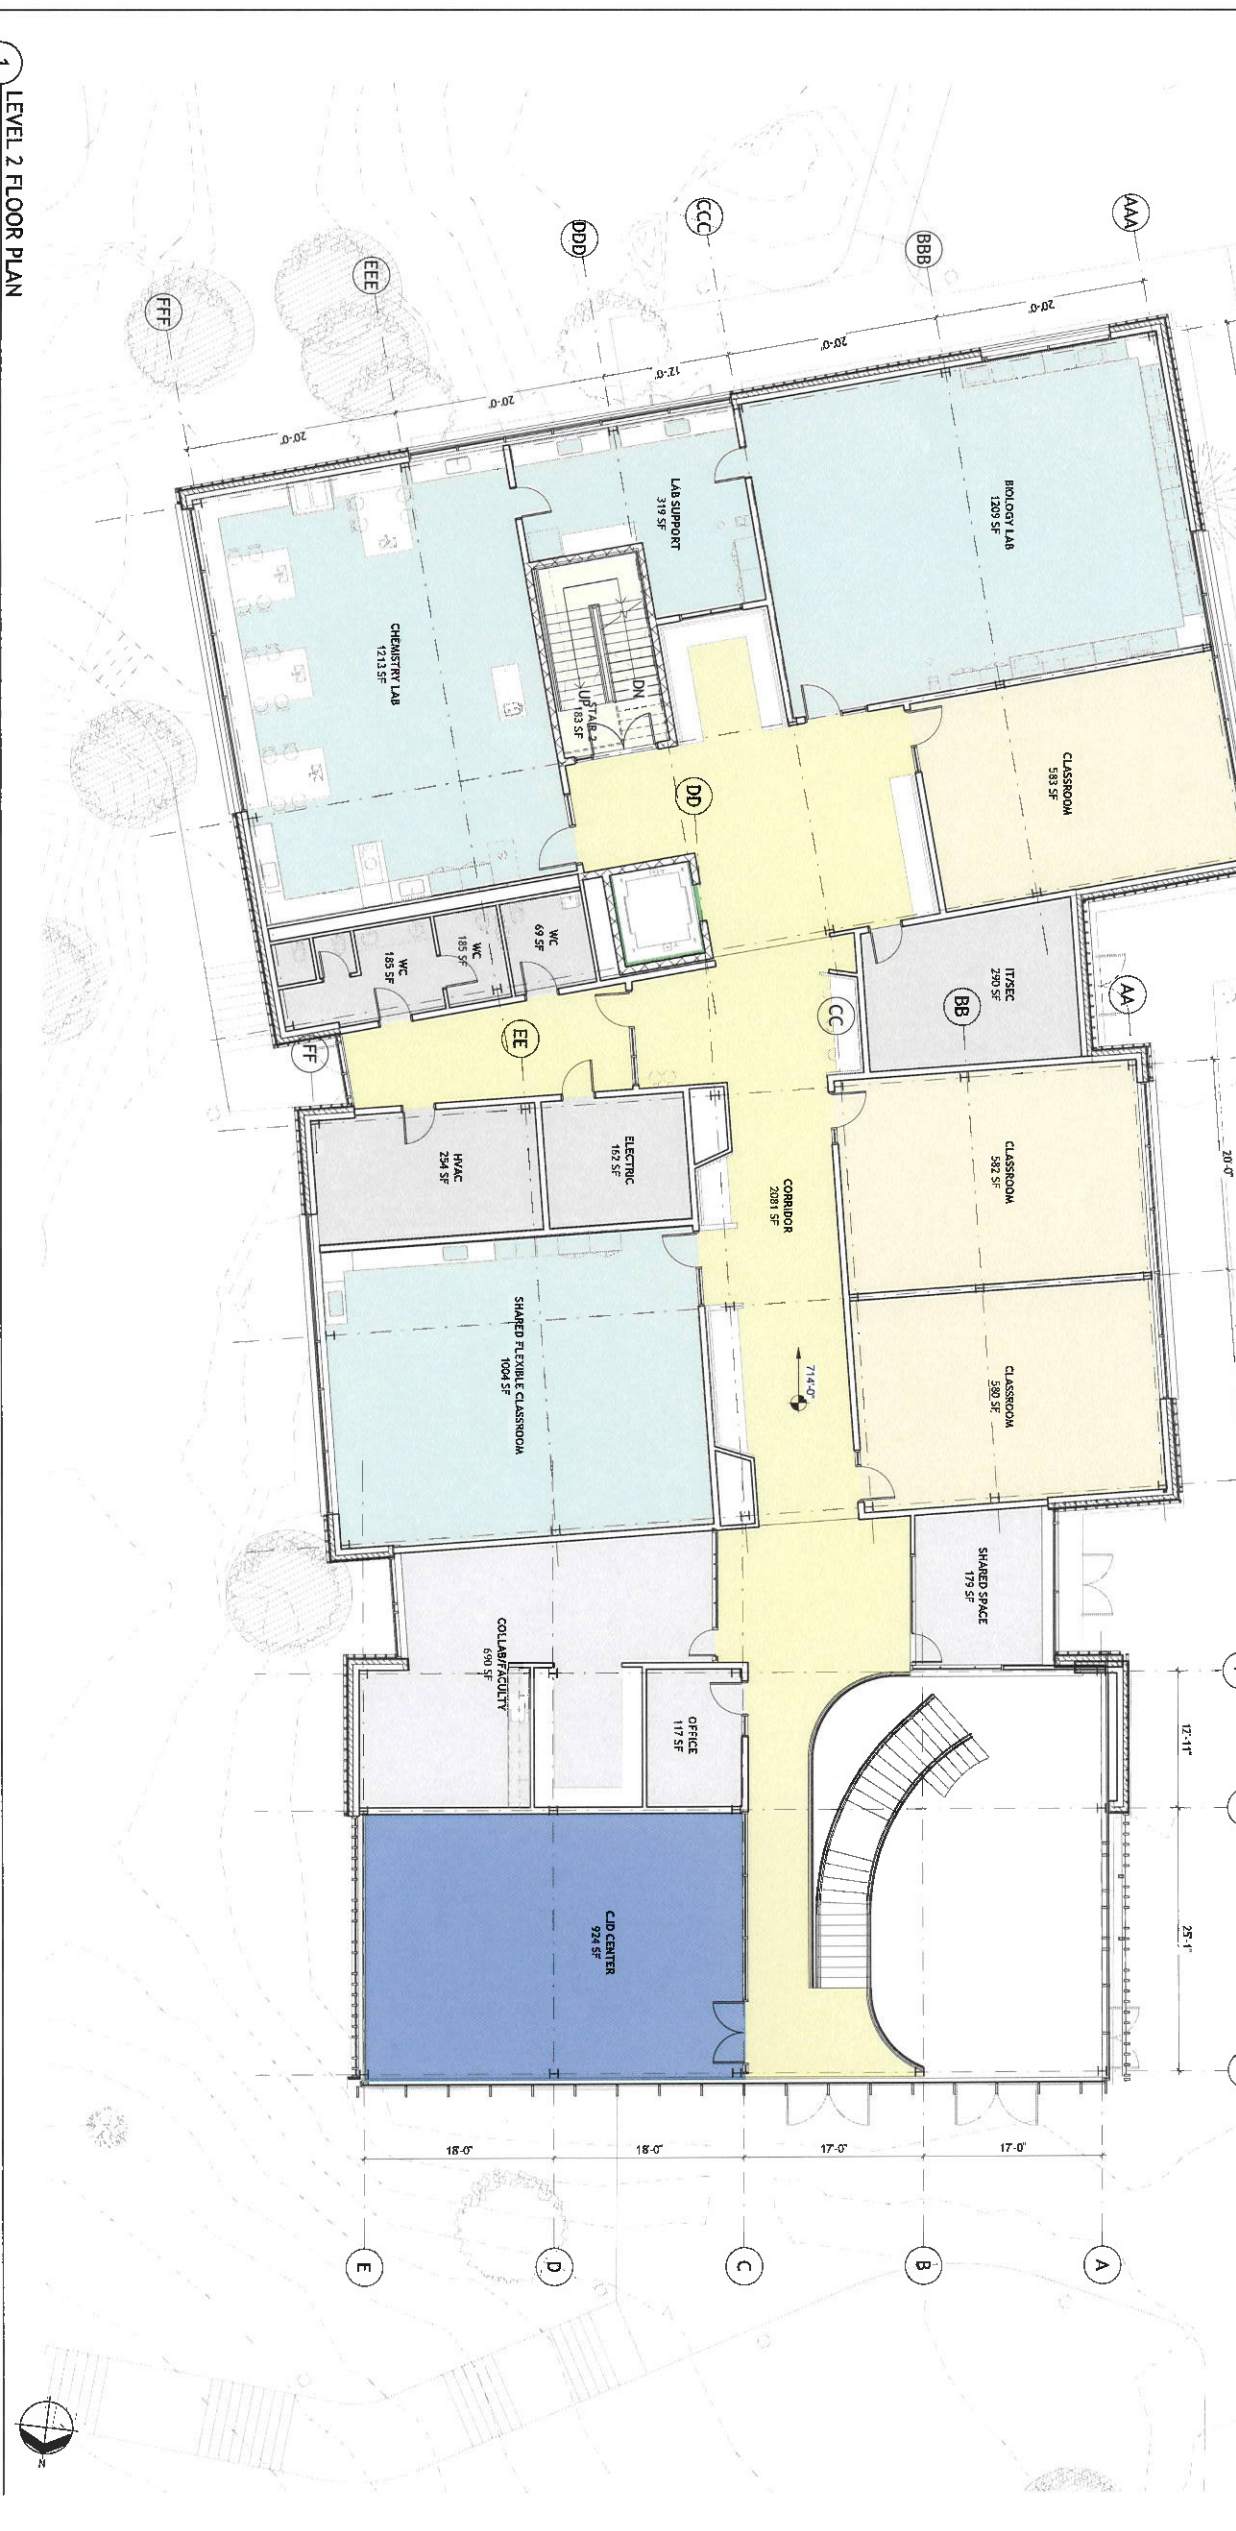 1
LEVEL 2 FLOOR PLAN
AAA
BBB
CCC
DDD
EEE
FFF
20'-0"
20'-0"
12'-0"
20'-0"
20'-0"
BIOLOGY LAB
1209 SF
LAB SUPPORT
319 SF
CHEMISTRY LAB
1213 SF
DN
UP
STAIR 2
183 SF
CLASSROOM
583 SF
DD
WC
69 SF
WC
185 SF
WC
185 SF
IT/SEC
290 SF
AA
BB
CC
EE
FF
20'-0"
CLASSROOM
582 SF
CORRIDOR
2081 SF
ELECTRIC
162 SF
HVAC
254 SF
CLASSROOM
580 SF
714'-0"
SHARED FLEXIBLE CLASSROOM
1004 SF
SHARED SPACE
179 SF
COLLAB/FACULTY
690 SF
OFFICE
117 SF
12'-11"
25'-1"
CJD CENTER
924 SF
18'-0"
18'-0"
17'-0"
17'-0"
E
D
C
B
A
N